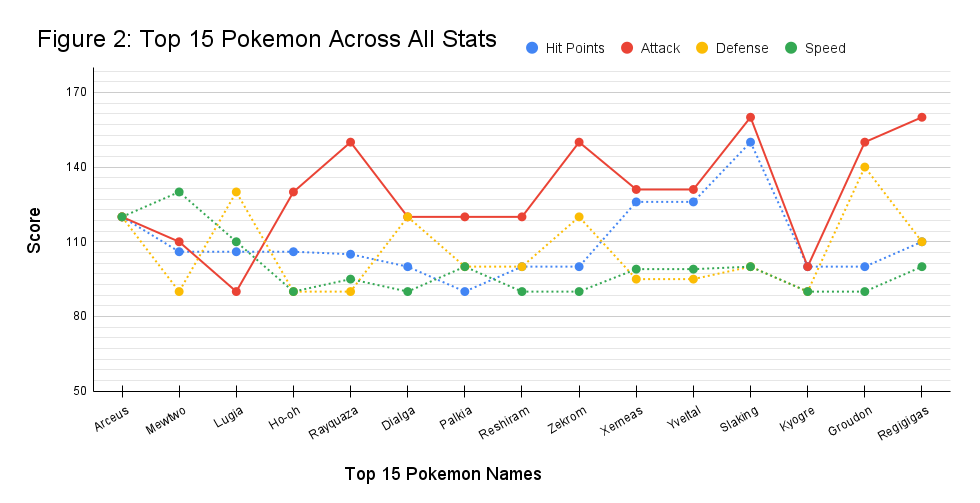 Figure 2: Top 15 Pokemon Across All Stats
Hit Points Attack Defense Speed
170
140
110
80
50
Score
Arceus Mewtwo Lugia Ho-oh Rayquaza Dialga Palkia Reshiram Zekrom Xerneas Yveltal Slaking Kyogre Groudon Regigigas
Top 15 Pokemon Names